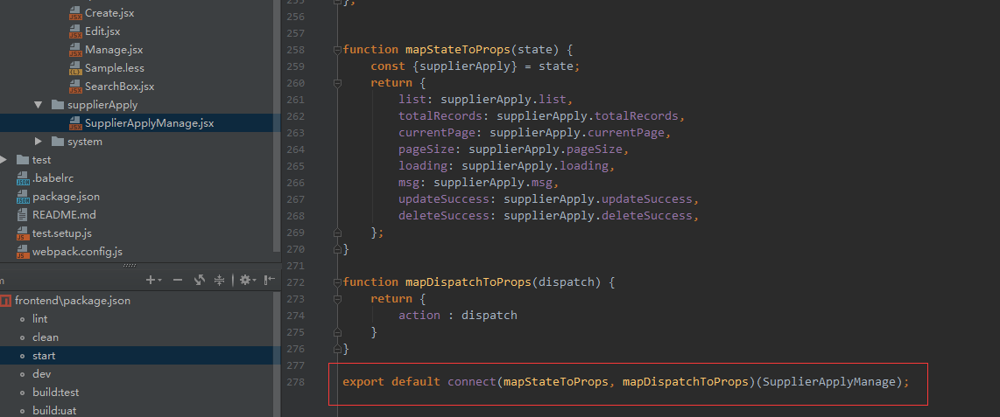 Create.jsx
Edit.jsx
Manage.jsx
Sample.less
SearchBox.jsx
supplierApply
SupplierApplyManage.jsx
system
test
.babelrc
package.json
README.md
test.setup.js
webpack.config.js
frontend\package.json
lint
clean
start
dev
build:test
build:uat
255 };
256
257
258 function mapStateToProps(state) {
259 const {supplierApply} = state;
260 return {
261 list: supplierApply.list,
262 totalRecords: supplierApply.totalRecords,
263 currentPage: supplierApply.currentPage,
264 pageSize: supplierApply.pageSize,
265 loading: supplierApply.loading,
266 msg: supplierApply.msg,
267 updateSuccess: supplierApply.updateSuccess,
268 deleteSuccess: supplierApply.deleteSuccess,
269 };
270 }
271
272 function mapDispatchToProps(dispatch) {
273 return {
274 action : dispatch
275 }
276 }
277
278 export default connect(mapStateToProps, mapDispatchToProps)(SupplierApplyManage);